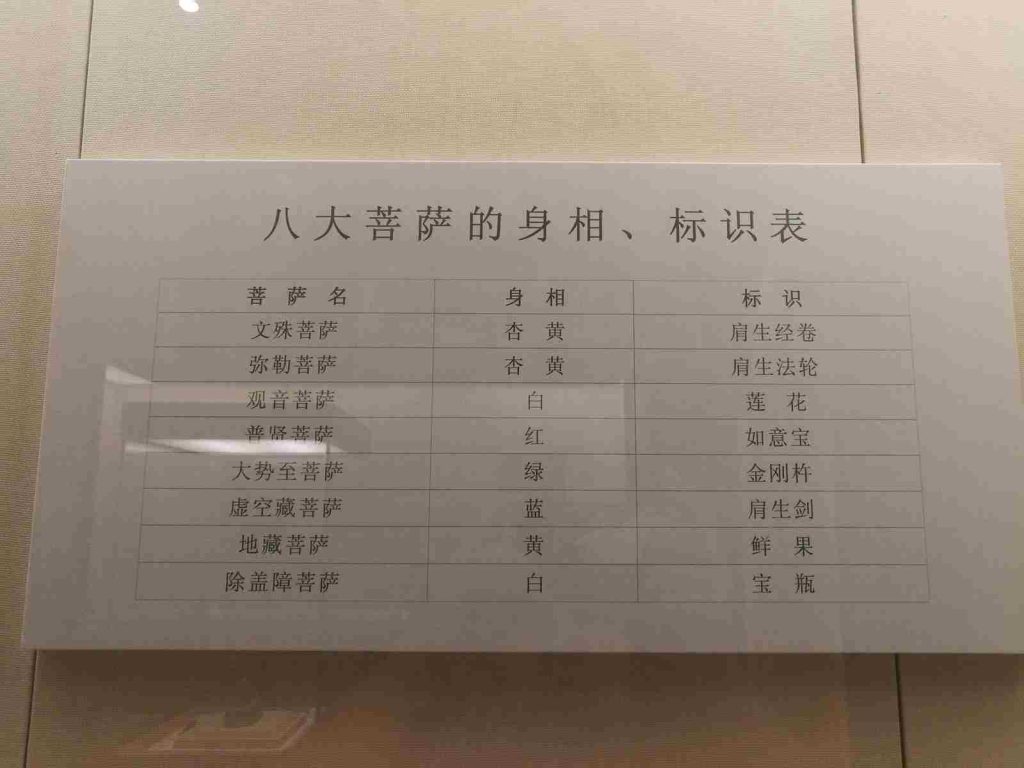 八大菩萨的身相、标识表
菩萨名 身相 标识
文殊菩萨 杏黄 肩生经卷
弥勒菩萨 杏黄 肩生法轮
观音菩萨 白 莲花
普贤菩萨 红 如意宝
大势至菩萨 绿 金刚杵
虚空藏菩萨 蓝 肩生剑
地藏菩萨 黄 鲜果
除盖障菩萨 白 宝瓶